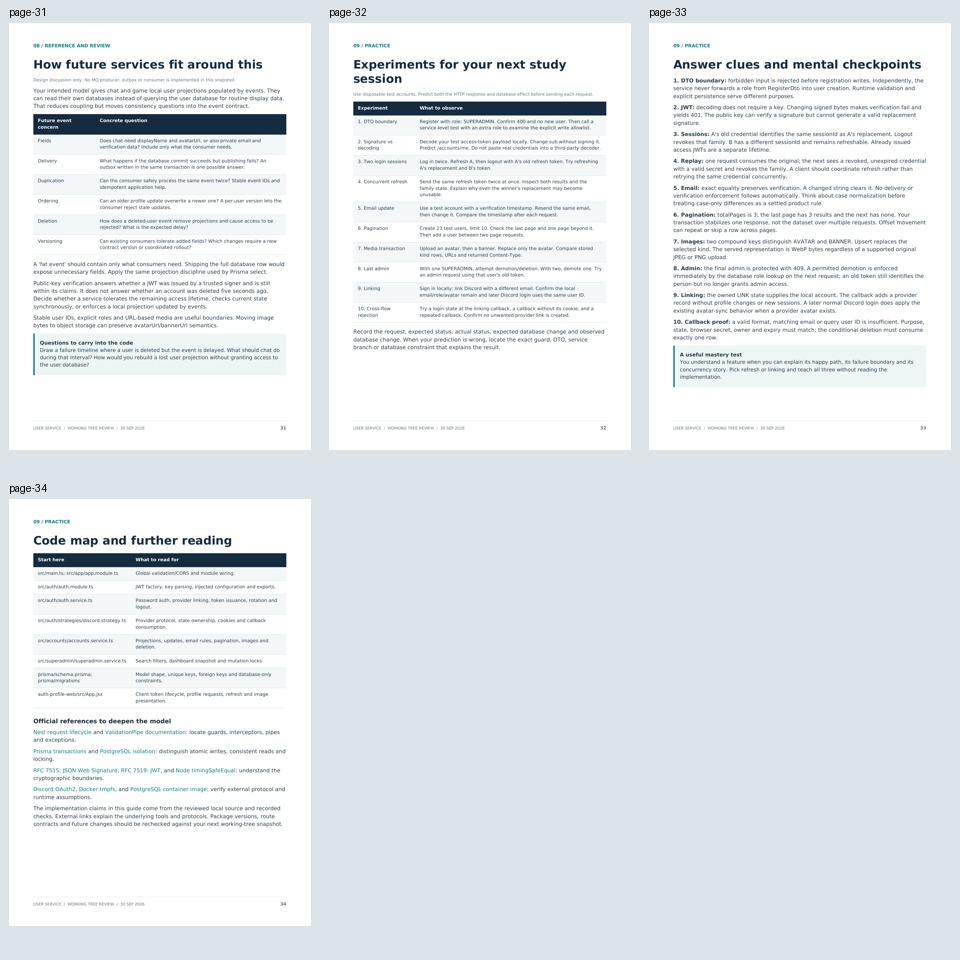 page-31
08 / REFERENCE AND REVIEW
How future services fit around this
Design discussion only. No MQ producer, outbox or consumer is implemented in this snapshot.
Your intended model gives chat and game local user projections populated by events. They
can read their own databases instead of querying the user database for routine display data.
That reduces coupling but moves consistency questions into the event contract.
Future event
concern
Concrete question
Fields
Does chat need displayName and avatarUrl, or also private email and
verification data? Include only what the consumer needs.
Delivery
What happens if the database commit succeeds but publishing fails? An
outbox written in the same transaction is one possible answer.
Duplication
Can the consumer safely process the same event twice? Stable event IDs and
idempotent application help.
Ordering
Can an older profile update overwrite a newer one? A per-user version lets the
consumer reject stale updates.
Deletion
How does a deleted-user event remove projections and cause access to be
rejected? What is the expected delay?
Versioning
Can existing consumers tolerate added fields? Which changes require a new
contract version or coordinated rollout?
A 'fat event' should contain only what consumers need. Shipping the full database row would
expose unnecessary fields. Apply the same projection discipline used by Prisma select.
Public-key verification answers whether a JWT was issued by a trusted signer and is still
within its claims. It does not answer whether an account was deleted five seconds ago.
Decide whether a service tolerates the remaining access lifetime, checks current state
synchronously, or enforces a local projection updated by events.
Stable user IDs, explicit roles and URL-based media are useful boundaries. Moving image
bytes to object storage can preserve avatarUrl/bannerUrl semantics.
Questions to carry into the code
Draw a failure timeline where a user is deleted but the event is delayed. What should chat do
during that interval? How would you rebuild a lost user projection without granting access to
the user database?
USER SERVICE / WORKING TREE REVIEW / 30 SEP 2026
31
page-32
09 / PRACTICE
Experiments for your next study
session
Use disposable test accounts. Predict both the HTTP response and database effect before sending each request.
Experiment
What to observe
1. DTO boundary
Register with role: SUPERADMIN. Confirm 400 and no new user. Then call a
service-level test with an extra role to examine the explicit write allowlist.
2. Signature vs
decoding
Decode your test access-token payload locally. Change sub without signing it.
Predict /accounts/me. Do not paste real credentials into a third-party decoder.
3. Two login sessions
Log in twice. Refresh A, then logout with A's old refresh token. Try refreshing
A's replacement and B's token.
4. Concurrent refresh
Send the same refresh token twice at once. Inspect both results and the
family state. Explain why even the winner's replacement may become
unusable.
5. Email update
Use a test account with a verification timestamp. Resend the same email,
then change it. Compare the timestamp after each request.
6. Pagination
Create 23 test users, limit 10. Check the last page and one page beyond it.
Then add a user between two page requests.
7. Media transaction
Upload an avatar, then a banner. Replace only the avatar. Compare stored
kind rows, URLs and returned Content-Type.
8. Last admin
With one SUPERADMIN, attempt demotion/deletion. With two, demote one. Try
an admin request using that user's old token.
9. Linking
Sign in locally; link Discord with a different email. Confirm the local
email/role/avatar remain and later Discord login uses the same user ID.
10. Cross-flow
rejection
Try a login state at the linking callback, a callback without its cookie, and a
repeated callback. Confirm no unwanted provider link is created.
Record the request, expected status, actual status, expected database change and observed
database change. When your prediction is wrong, locate the exact guard, DTO, service
branch or database constraint that explains the result.
USER SERVICE / WORKING TREE REVIEW / 30 SEP 2026
32
page-33
09 / PRACTICE
Answer clues and mental checkpoints
1. DTO boundary: forbidden input is rejected before registration writes. Independently, the
service never forwards a role from RegisterDto into user creation. Runtime validation and
explicit persistence serve different purposes.
2. JWT: decoding does not require a key. Changing signed bytes makes verification fail and
yields 401. The public key can verify a signature but cannot generate a valid replacement
signature.
3. Sessions: A's old credential identifies the same sessionId as A's replacement. Logout
revokes that family. B has a different sessionId and remains refreshable. Already issued
access JWTs are a separate lifetime.
4. Replay: one request consumes the original; the next sees a revoked, unexpired credential
with a valid secret and revokes the family. A client should coordinate refresh rather than
retrying the same credential concurrently.
5. Email: exact equality preserves verification. A changed string clears it. No delivery or
verification enforcement follows automatically. Think about case normalization before
treating case-only differences as a settled product rule.
6. Pagination: totalPages is 3, the last page has 3 results and the next has none. Your
transaction stabilizes one response, not the dataset over multiple requests. Offset movement
can repeat or skip a row across pages.
7. Images: two compound keys distinguish AVATAR and BANNER. Upsert replaces the
selected kind. The served representation is WebP bytes regardless of a supported original
JPEG or PNG upload.
8. Admin: the final admin is protected with 409. A permitted demotion is enforced
immediately by the database role lookup on the next request; an old token still identifies the
person but no longer grants admin access.
9. Linking: the owned LINK state supplies the local account. The callback adds a provider
record without profile changes or new sessions. A later normal Discord login does apply the
existing avatar-sync behavior when a provider avatar exists.
10. Callback proof: a valid format, matching email or query user ID is insufficient. Purpose,
state, browser secret, owner and expiry must match; the conditional deletion must consume
exactly one row.
A useful mastery test
You understand a feature when you can explain its happy path, its failure boundary and its
concurrency story. Pick refresh or linking and teach all three without reading the
implementation.
USER SERVICE / WORKING TREE REVIEW / 30 SEP 2026
33
page-34
09 / PRACTICE
Code map and further reading
Start here
What to read for
src/main.ts; src/app/app.module.ts
Global validation/CORS and module wiring.
src/auth/auth.module.ts
JWT factory, key parsing, injected configuration and exports.
src/auth/auth.service.ts
Password auth, provider linking, token issuance, rotation and
logout.
src/auth/strategies/discord.strategy.ts
Provider protocol, state ownership, cookies and callback
consumption.
src/accounts/accounts.service.ts
Projections, updates, email rules, pagination, images and
deletion.
src/superadmin/superadmin.service.ts
Search filters, dashboard snapshot and mutation locks.
prisma/schema.prisma;
prisma/migrations
Model shape, unique keys, foreign keys and database-only
constraints.
auth-profile-web/src/App.jsx
Client token lifecycle, profile requests, refresh and image
presentation.
Official references to deepen the model
Nest request lifecycle and ValidationPipe documentation: locate guards, interceptors, pipes
and exceptions.
Prisma transactions and PostgreSQL isolation: distinguish atomic writes, consistent reads and
locking.
RFC 7515: JSON Web Signature, RFC 7519: JWT, and Node timingSafeEqual: understand the
cryptographic boundaries.
Discord OAuth2, Docker tmpfs, and PostgreSQL container image: verify external protocol and
runtime assumptions.
The implementation claims in this guide come from the reviewed local source and recorded
checks. External links explain the underlying tools and protocols. Package versions, route
contracts and future changes should be rechecked against your next working-tree snapshot.
USER SERVICE / WORKING TREE REVIEW / 30 SEP 2026
34